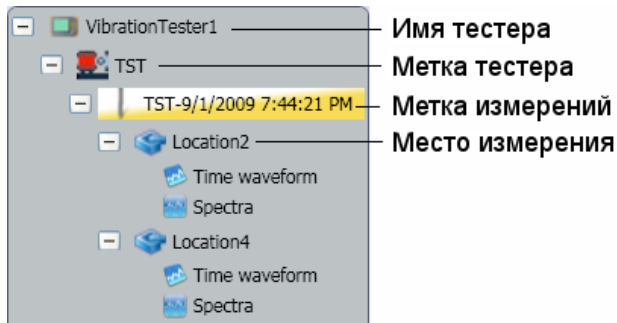 VibrationTester1 Имя тестера
TST Метка тестера
TST-9/1/2009 7:44:21 PM Метка измерений
Location2 Место измерения
Time waveform
Spectra
Location4
Time waveform
Spectra